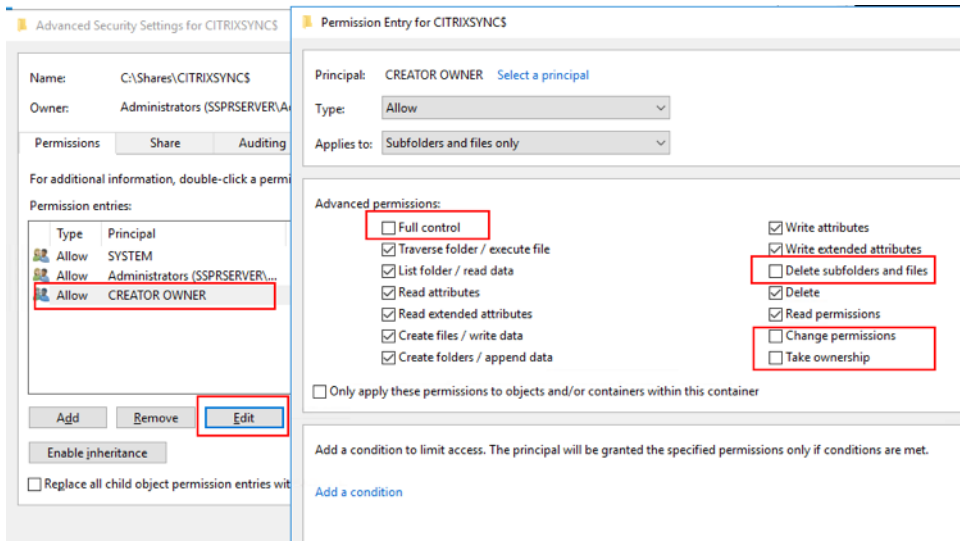 Advanced Security Settings for CITRIXSYNC$
Name: C:\Shares\CITRIXSYNC$
Owner: Administrators (SSPRSERVER\A
Permissions Share Auditing
For additional information, double-click a permi
Permission entries:
Type Principal
Allow SYSTEM
Allow Administrators (SSPRSERVER\...
Allow CREATOR OWNER
Add Remove Edit
Enable inheritance
Replace all child object permission entries wit
Permission Entry for CITRIXSYNC$
Principal: CREATOR OWNER Select a principal
Type: Allow
Applies to: Subfolders and files only
Advanced permissions:
Full control
Traverse folder / execute file
List folder / read data
Read attributes
Read extended attributes
Create files / write data
Create folders / append data
Write attributes
Write extended attributes
Delete subfolders and files
Delete
Read permissions
Change permissions
Take ownership
Only apply these permissions to objects and/or containers within this container
Add a condition to limit access. The principal will be granted the specified permissions only if conditions are met.
Add a condition